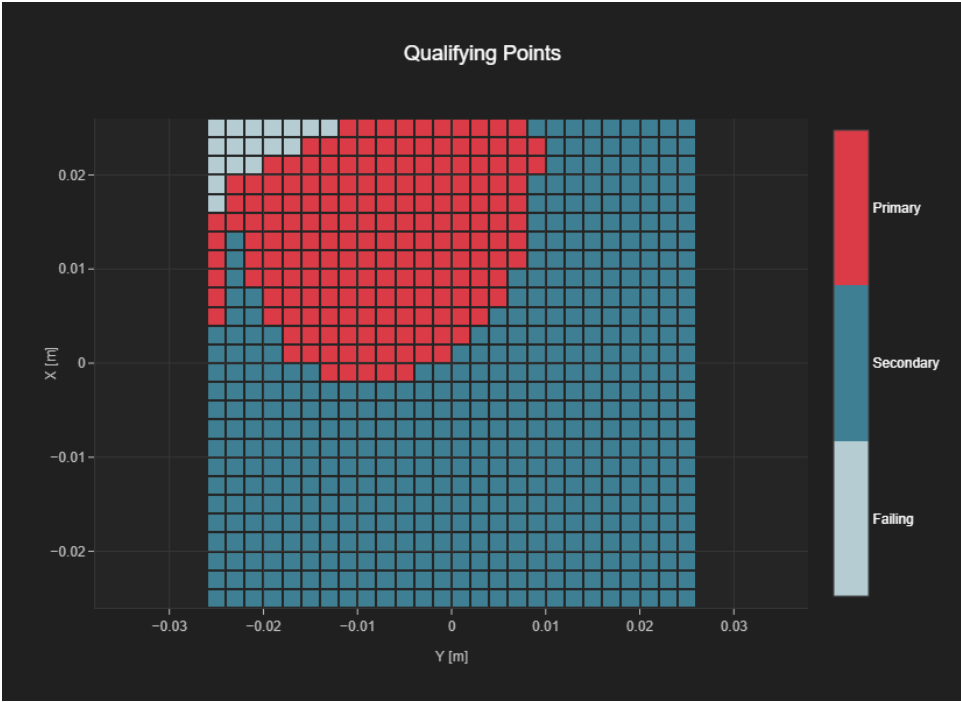 Qualifying Points
0.02
0.01
0
−0.01
−0.02
X [m]
−0.03 −0.02 −0.01 0 0.01 0.02 0.03
Y [m]
Primary
Secondary
Failing